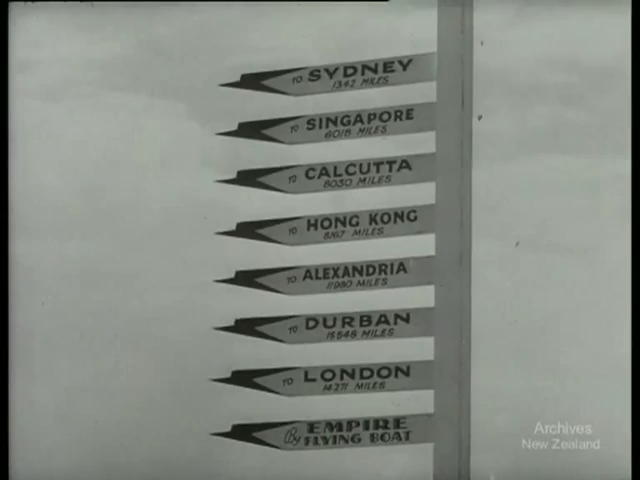 TO SYDNEY
1342 MILES
TO SINGAPORE
6018 MILES
TO CALCUTTA
8030 MILES
TO HONG KONG
8167 MILES
TO ALEXANDRIA
11980 MILES
TO DURBAN
15548 MILES
TO LONDON
14271 MILES
By EMPIRE
FLYING BOAT
Archives
New Zealand